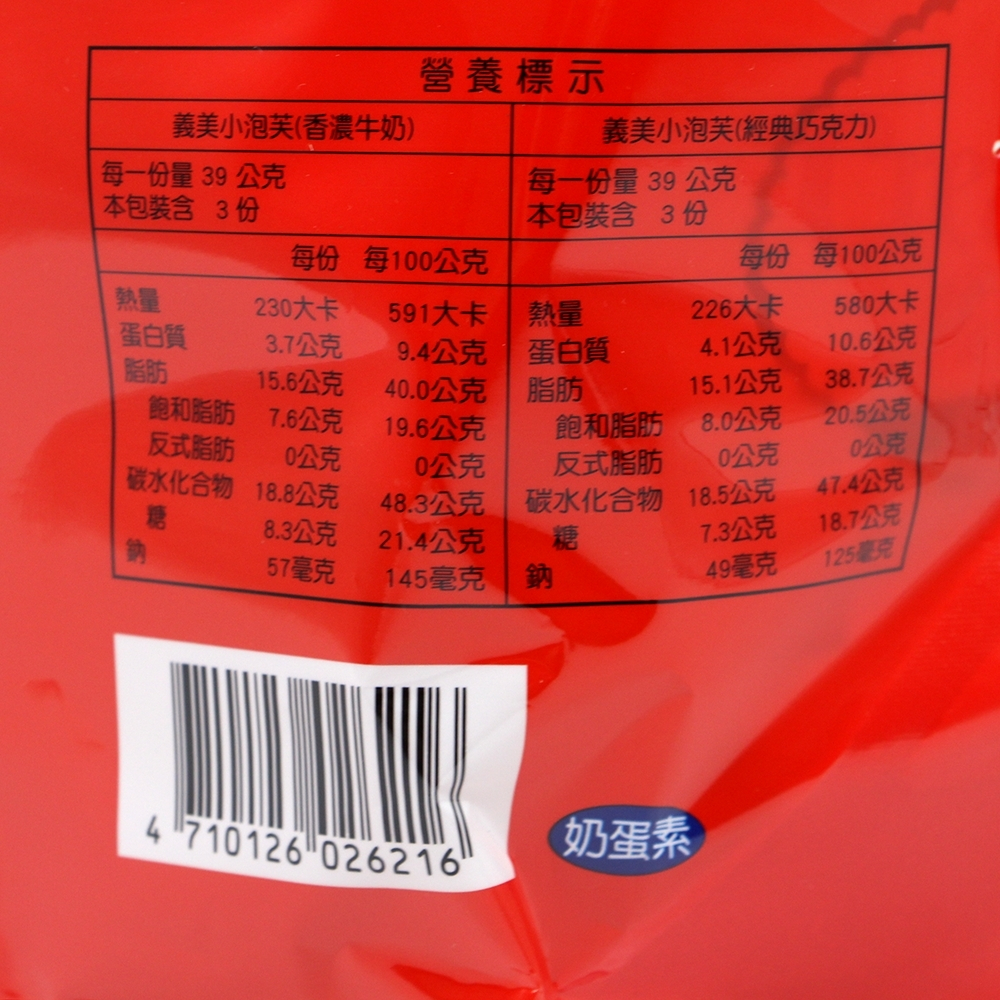 營養標示
義美小泡芙(香濃牛奶) 義美小泡芙(經典巧克力)
每一份量 39 公克 每一份量 39 公克
本包裝含 3 份 本包裝含 3 份
每份 每100公克 每份 每100公克
熱量 230大卡 591大卡 熱量 226大卡 580大卡
蛋白質 3.7公克 9.4公克 蛋白質 4.1公克 10.6公克
脂肪 15.6公克 40.0公克 脂肪 15.1公克 38.7公克
飽和脂肪 7.6公克 19.6公克 飽和脂肪 8.0公克 20.5公克
反式脂肪 0公克 0公克 反式脂肪 0公克 0公克
碳水化合物 18.8公克 48.3公克 碳水化合物 18.5公克 47.4公克
糖 8.3公克 21.4公克 糖 7.3公克 18.7公克
鈉 57毫克 145毫克 鈉 49毫克 125毫克
4 710126 026216
奶蛋素